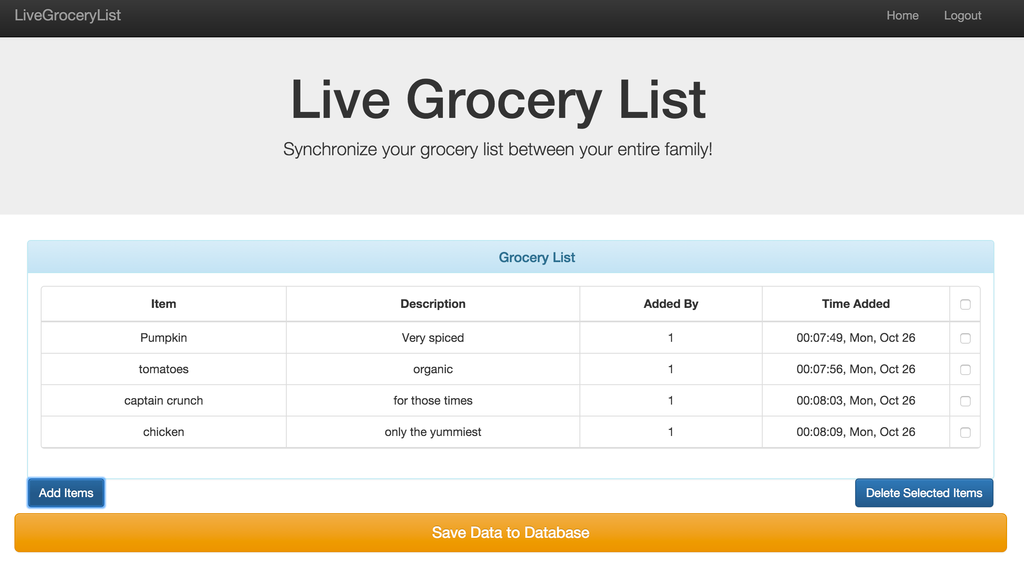 LiveGroceryList Home Logout
Live Grocery List
Synchronize your grocery list between your entire family!
Grocery List
Item Description Added By Time Added
Pumpkin Very spiced 1 00:07:49, Mon, Oct 26
tomatoes organic 1 00:07:56, Mon, Oct 26
captain crunch for those times 1 00:08:03, Mon, Oct 26
chicken only the yummiest 1 00:08:09, Mon, Oct 26
Add Items Delete Selected Items
Save Data to Database